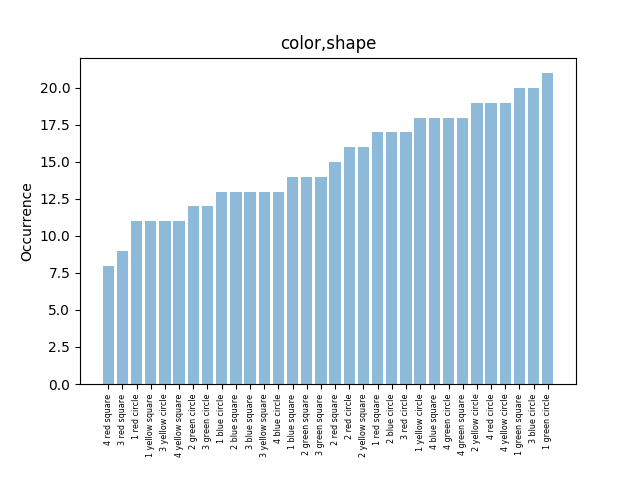 color,shape
Occurrence
20.0
17.5
15.0
12.5
10.0
7.5
5.0
2.5
0.0
4 red square
3 red square
1 red circle
1 yellow square
3 yellow circle
4 yellow square
2 green circle
3 green circle
1 blue circle
2 blue square
3 blue square
3 yellow square
4 blue circle
1 blue square
2 green square
3 green square
2 red square
2 red circle
2 yellow square
1 red square
2 blue circle
3 red circle
1 yellow circle
4 blue square
4 green circle
4 green square
2 yellow circle
4 red circle
4 yellow circle
1 green square
3 blue circle
1 green circle